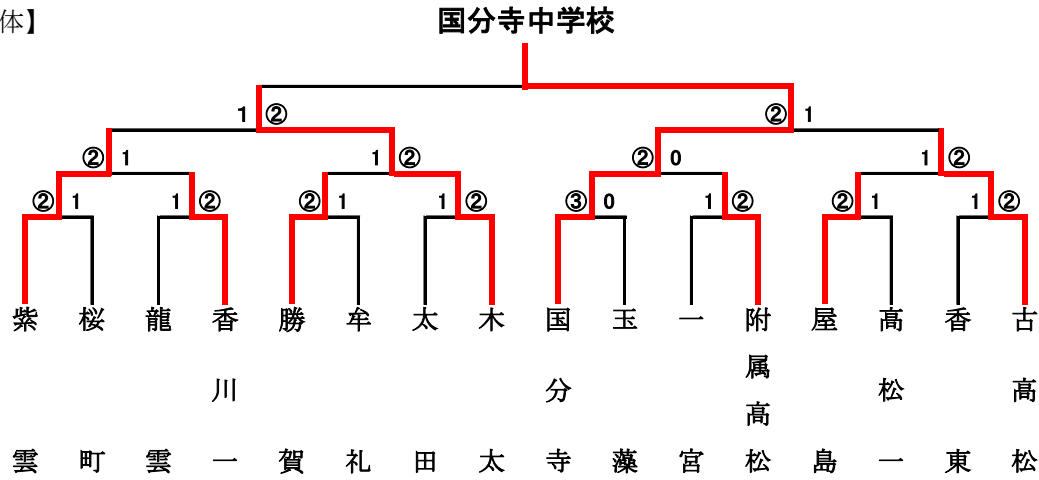 体】
国分寺中学校
1 ② ② 1
② 1 1 ② ② 0 1 ②
② 1 1 ② ② 1 1 ② ③ 0 1 ② ② 1 1 ②
紫雲
桜町
龍雲
香川一
勝賀
牟礼
太田
木太
国分寺
玉藻
一宮
附属高松
屋島
高松一
香東
古高松